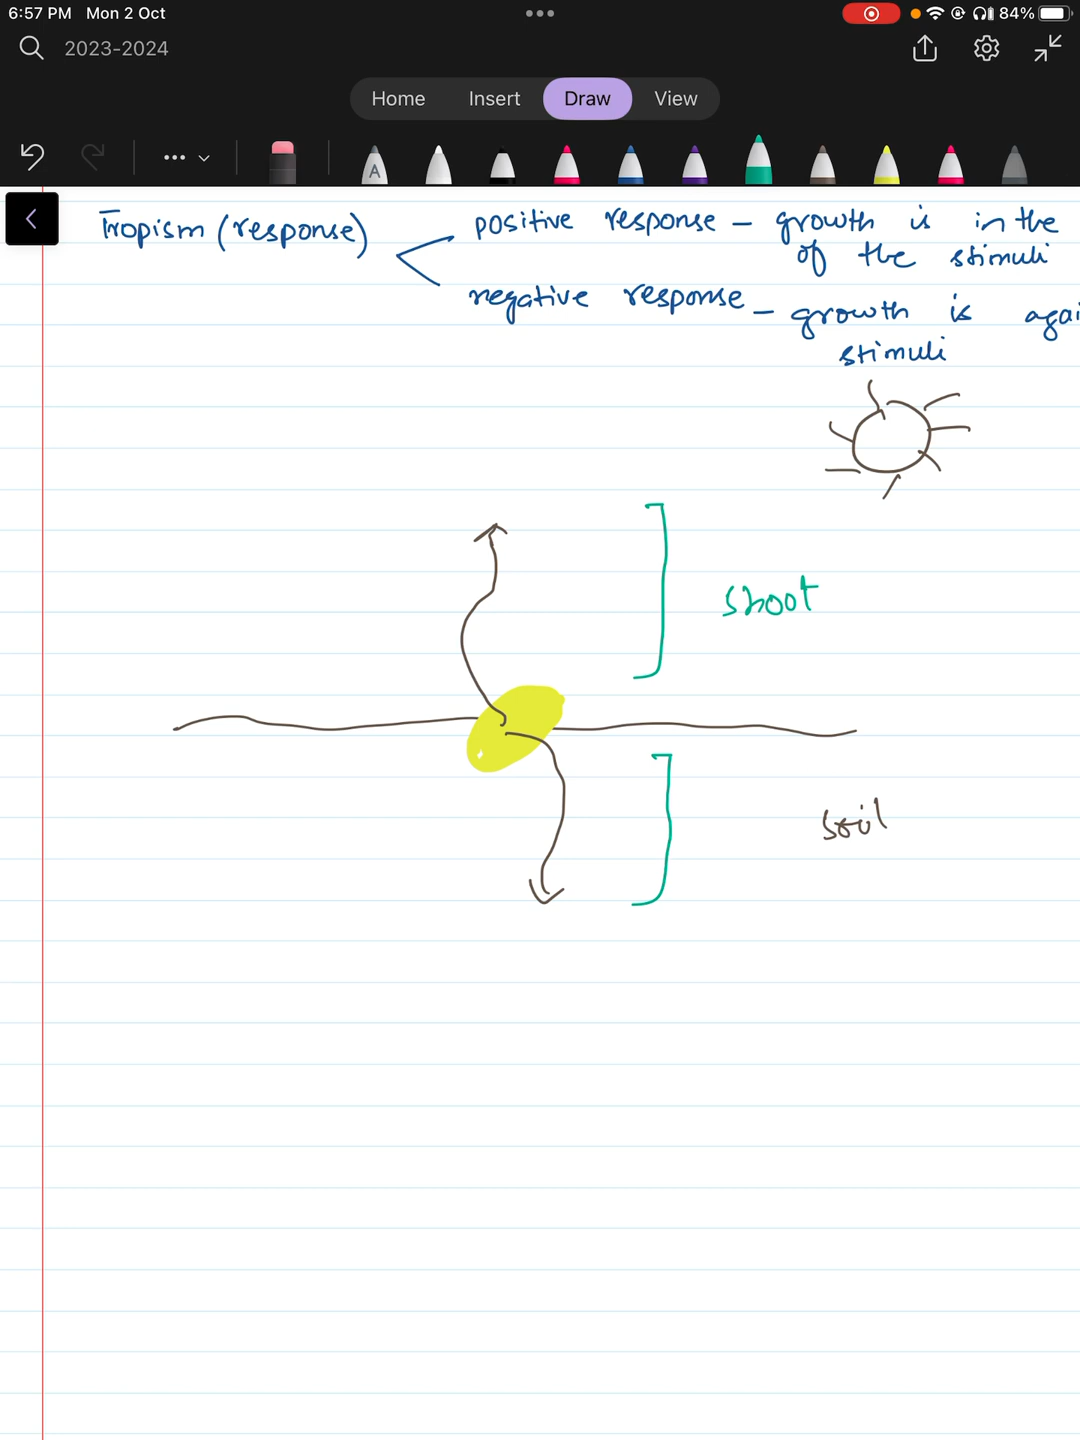 6:57 PM Mon 2 Oct
84%
2023-2024
Home Insert Draw View
A
Tropism (response)
positive response – growth is in the
of the stimuli
negative response – growth is agai
stimuli
shoot
soil